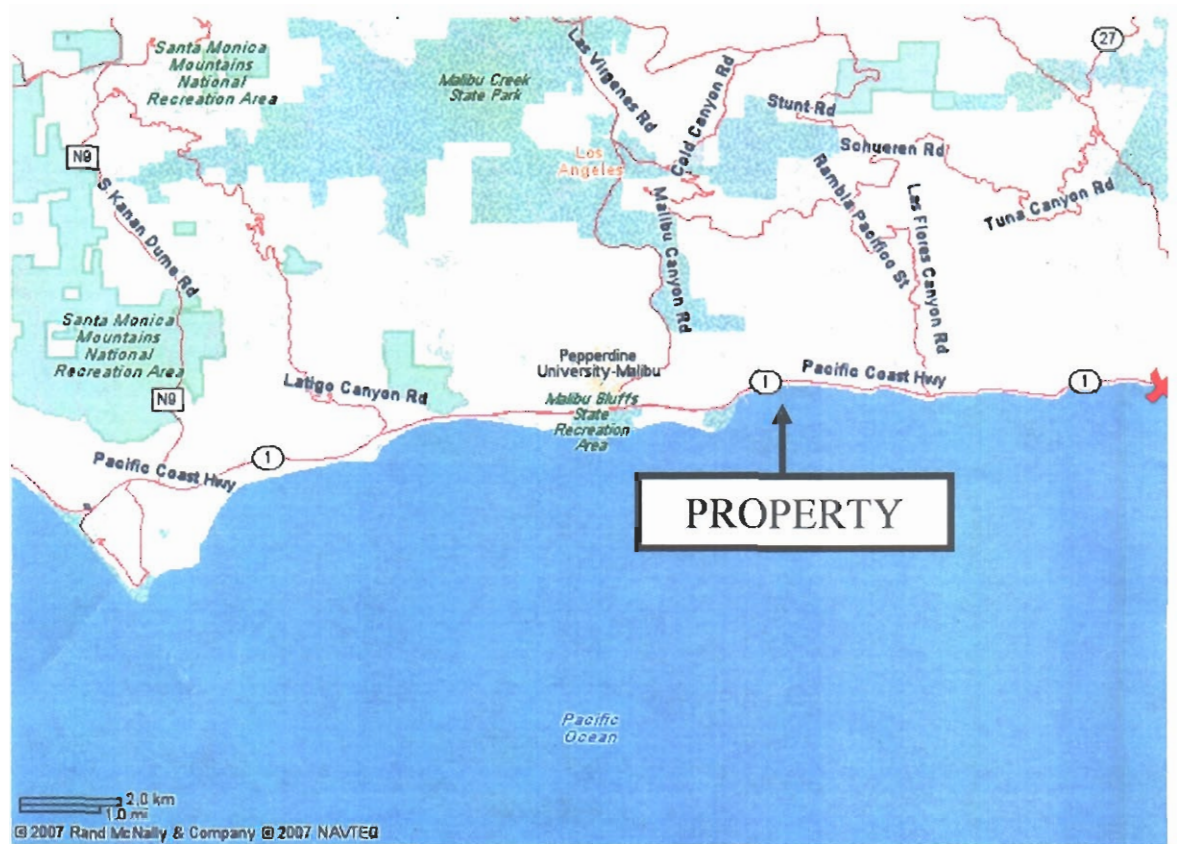 Santa Monica
Mountains
National
Recreation Area
Malibu Creek
State Park
Las Virgenes Rd
Cold Canyon Rd
27
Stunt Rd
Schueren Rd
Los
Angeles
N9
S Kanan Dume Rd
Malibu Canyon Rd
Rambla Pacifico St
Las Flores Canyon Rd
Tuna Canyon Rd
Santa Monica
Mountains
National
Recreation Area
N9
Latigo Canyon Rd
Pepperdine
University-Malibu
Malibu Bluffs
State
Recreation
Area
1
Pacific Coast Hwy
1
Pacific Coast Hwy
1
PROPERTY
Pacific
Ocean
2.0 km
1.0 mi
© 2007 Rand McNally & Company © 2007 NAVTEQ